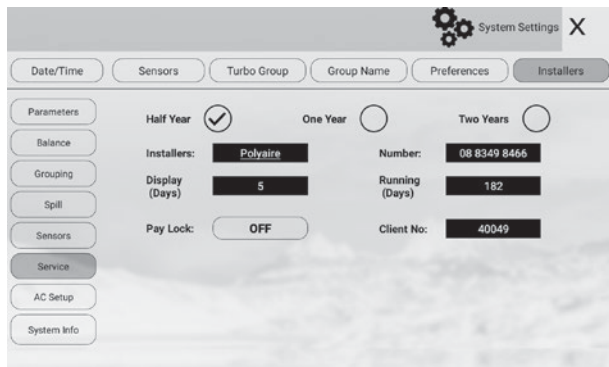 System Settings X
Date/Time Sensors Turbo Group Group Name Preferences Installers
Parameters
Balance
Grouping
Spill
Sensors
Service
AC Setup
System Info
Half Year One Year Two Years
Installers: Polyaire Number: 08 8349 8466
Display (Days) 5 Running (Days) 182
Pay Lock: OFF Client No: 40049